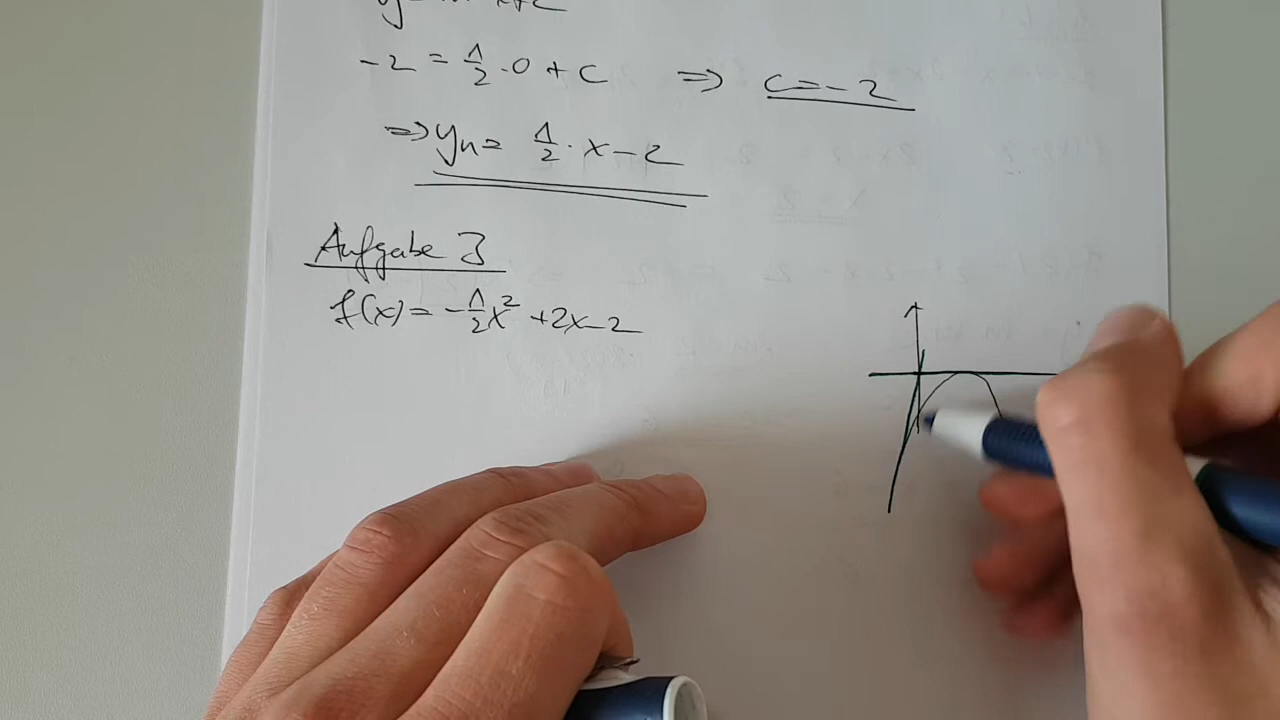 -2 = 1/2 · 0 + c ⇒ c = -2
⇒ yn = 1/2 · x - 2
Aufgabe 3
f(x) = -1/2x² + 2x - 2